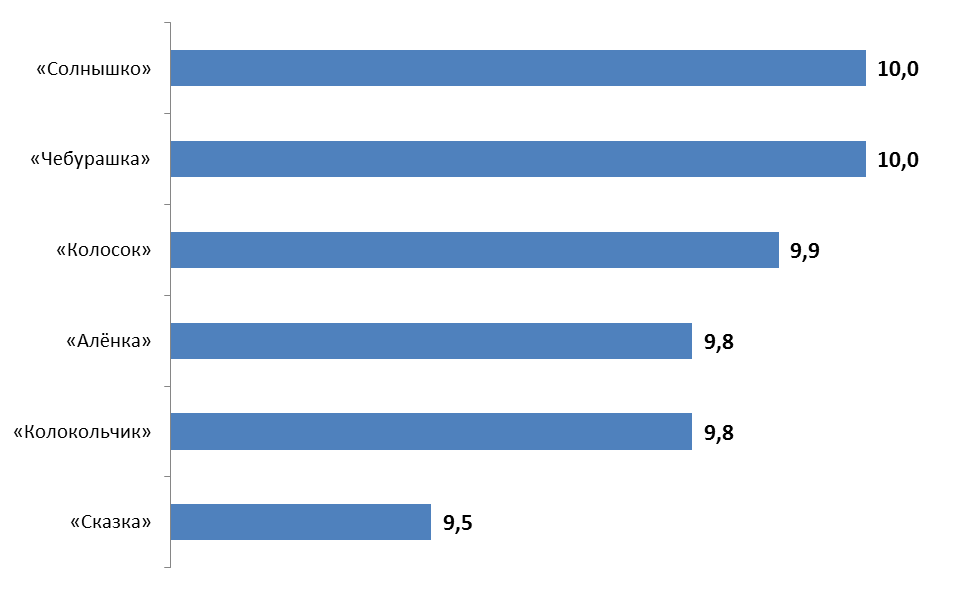 «Солнышко» 10,0
«Чебурашка» 10,0
«Колосок» 9,9
«Алёнка» 9,8
«Колокольчик» 9,8
«Сказка» 9,5